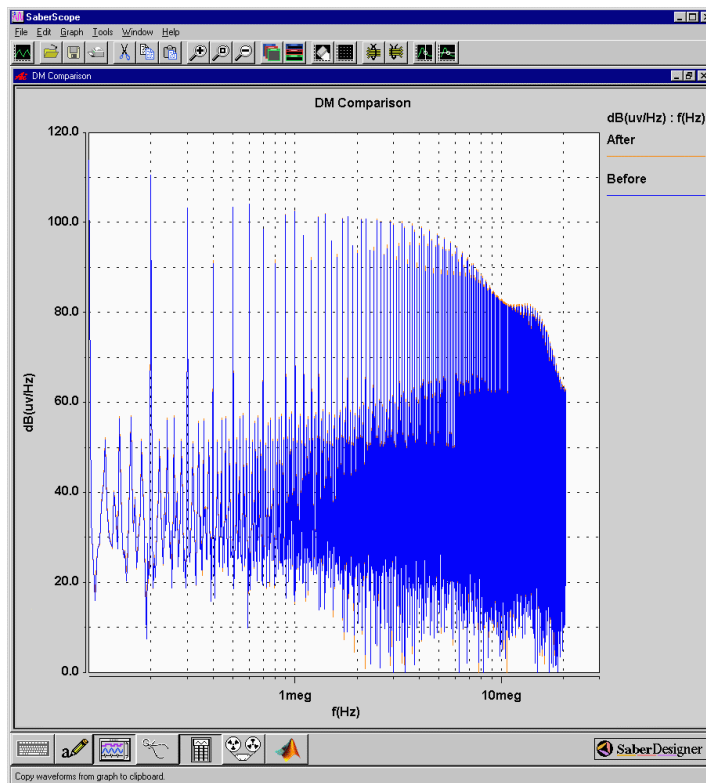 SaberScope
File Edit Graph Tools Window Help
DM Comparison
DM Comparison
dB(uv/Hz) : f(Hz)
After
Before
120.0
100.0
80.0
60.0
40.0
20.0
0.0
dB(uv/Hz)
1meg
10meg
f(Hz)
a
SaberDesigner
Copy waveforms from graph to clipboard.